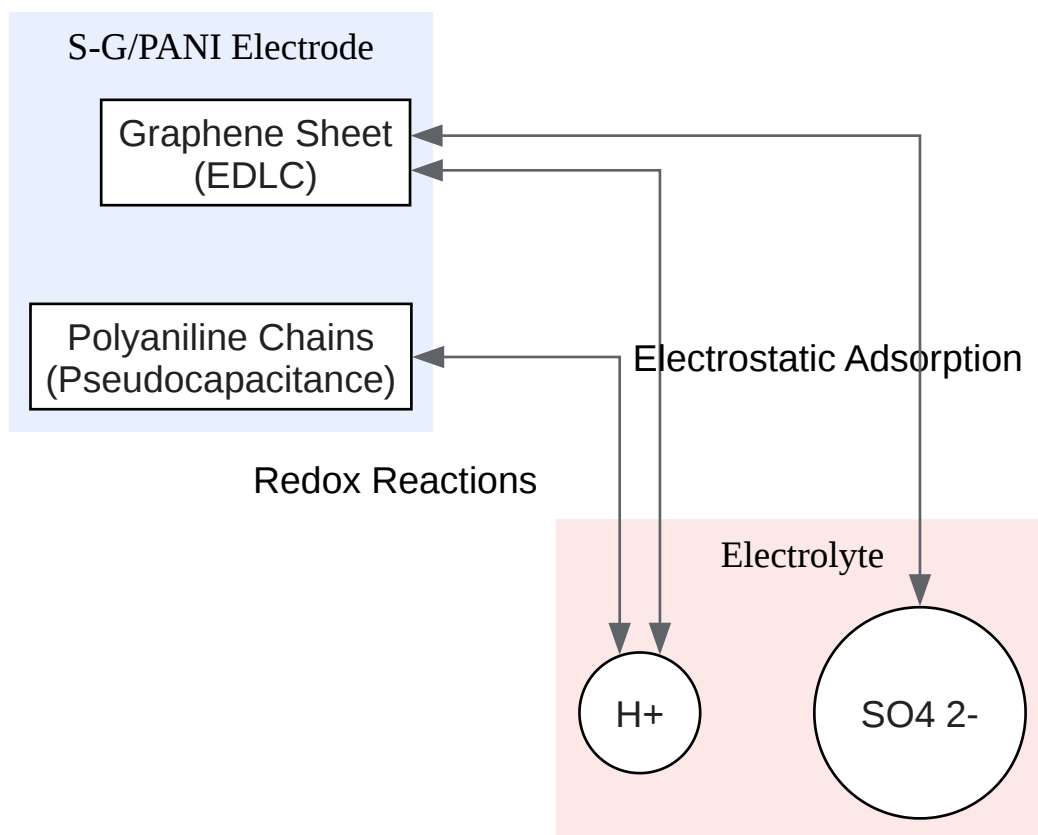 S-G/PANI Electrode
Graphene Sheet
(EDLC)
Polyaniline Chains
(Pseudocapacitance)
Electrostatic Adsorption
Redox Reactions
Electrolyte
H+
SO4 2-